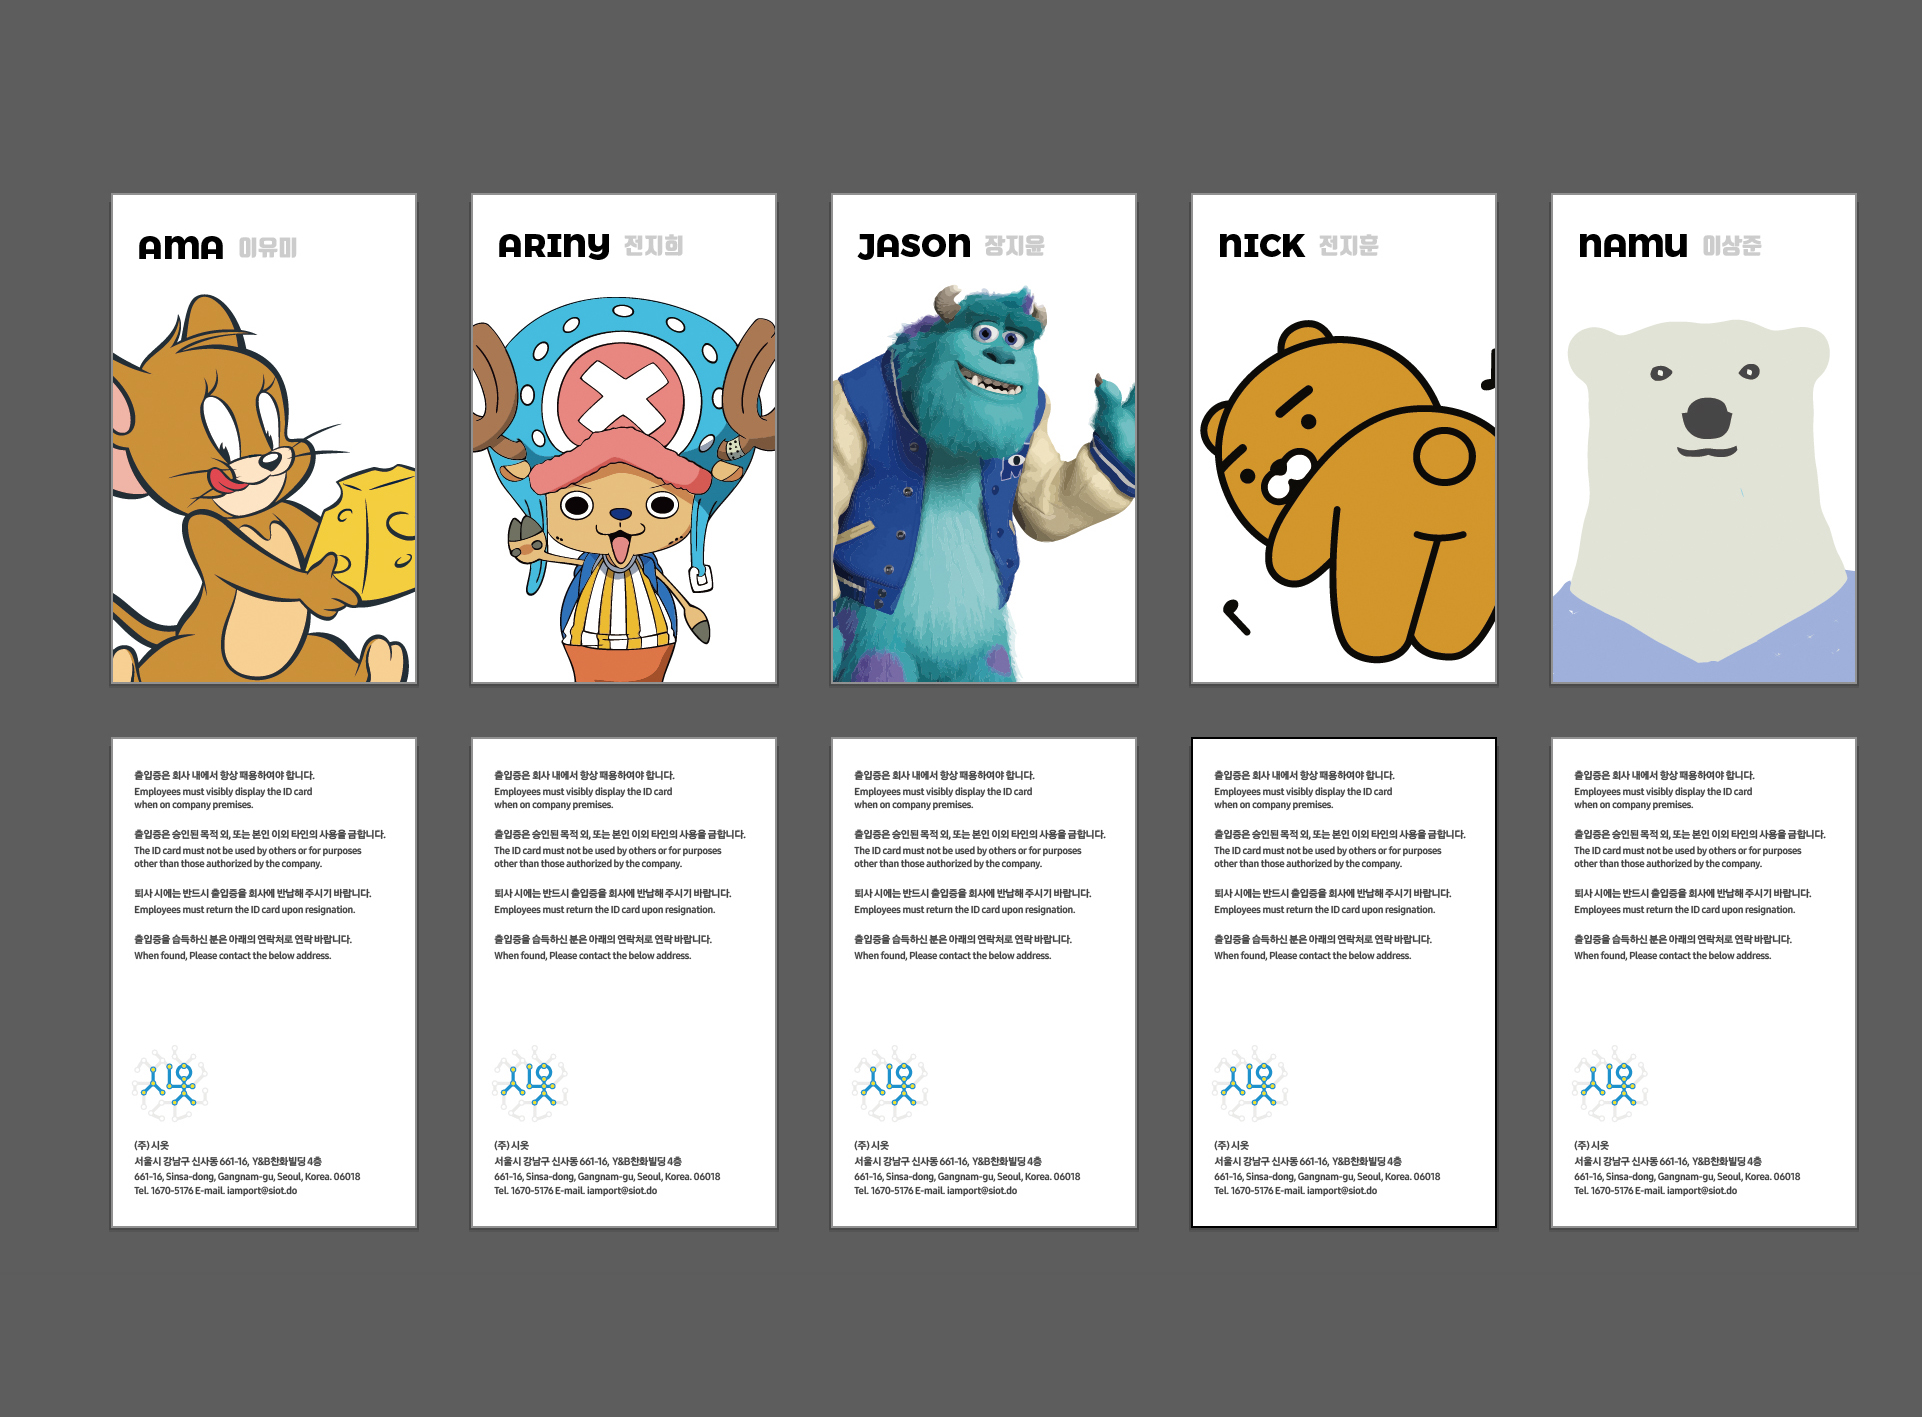 AMA 이유미
ARINY 전지희
JASON 장지윤
NICK 전지훈
NAMU 이상준
출입증은 회사 내에서 항상 패용하여야 합니다.
Employees must visibly display the ID card
when on company premises.
출입증은 승인된 목적 외, 또는 본인 이외 타인의 사용을 금합니다.
The ID card must not be used by others or for purposes
other than those authorized by the company.
퇴사 시에는 반드시 출입증을 회사에 반납해 주시기 바랍니다.
Employees must return the ID card upon resignation.
출입증을 습득하신 분은 아래의 연락처로 연락 바랍니다.
When found, Please contact the below address.
시옷
(주) 시옷
서울시 강남구 신사동 661-16, Y&B찬화빌딩 4층
661-16, Sinsa-dong, Gangnam-gu, Seoul, Korea. 06018
Tel. 1670-5176 E-mail. iamport@siot.do
출입증은 회사 내에서 항상 패용하여야 합니다.
Employees must visibly display the ID card
when on company premises.
출입증은 승인된 목적 외, 또는 본인 이외 타인의 사용을 금합니다.
The ID card must not be used by others or for purposes
other than those authorized by the company.
퇴사 시에는 반드시 출입증을 회사에 반납해 주시기 바랍니다.
Employees must return the ID card upon resignation.
출입증을 습득하신 분은 아래의 연락처로 연락 바랍니다.
When found, Please contact the below address.
시옷
(주) 시옷
서울시 강남구 신사동 661-16, Y&B찬화빌딩 4층
661-16, Sinsa-dong, Gangnam-gu, Seoul, Korea. 06018
Tel. 1670-5176 E-mail. iamport@siot.do
출입증은 회사 내에서 항상 패용하여야 합니다.
Employees must visibly display the ID card
when on company premises.
출입증은 승인된 목적 외, 또는 본인 이외 타인의 사용을 금합니다.
The ID card must not be used by others or for purposes
other than those authorized by the company.
퇴사 시에는 반드시 출입증을 회사에 반납해 주시기 바랍니다.
Employees must return the ID card upon resignation.
출입증을 습득하신 분은 아래의 연락처로 연락 바랍니다.
When found, Please contact the below address.
시옷
(주) 시옷
서울시 강남구 신사동 661-16, Y&B찬화빌딩 4층
661-16, Sinsa-dong, Gangnam-gu, Seoul, Korea. 06018
Tel. 1670-5176 E-mail. iamport@siot.do
출입증은 회사 내에서 항상 패용하여야 합니다.
Employees must visibly display the ID card
when on company premises.
출입증은 승인된 목적 외, 또는 본인 이외 타인의 사용을 금합니다.
The ID card must not be used by others or for purposes
other than those authorized by the company.
퇴사 시에는 반드시 출입증을 회사에 반납해 주시기 바랍니다.
Employees must return the ID card upon resignation.
출입증을 습득하신 분은 아래의 연락처로 연락 바랍니다.
When found, Please contact the below address.
시옷
(주) 시옷
서울시 강남구 신사동 661-16, Y&B찬화빌딩 4층
661-16, Sinsa-dong, Gangnam-gu, Seoul, Korea. 06018
Tel. 1670-5176 E-mail. iamport@siot.do
출입증은 회사 내에서 항상 패용하여야 합니다.
Employees must visibly display the ID card
when on company premises.
출입증은 승인된 목적 외, 또는 본인 이외 타인의 사용을 금합니다.
The ID card must not be used by others or for purposes
other than those authorized by the company.
퇴사 시에는 반드시 출입증을 회사에 반납해 주시기 바랍니다.
Employees must return the ID card upon resignation.
출입증을 습득하신 분은 아래의 연락처로 연락 바랍니다.
When found, Please contact the below address.
시옷
(주) 시옷
서울시 강남구 신사동 661-16, Y&B찬화빌딩 4층
661-16, Sinsa-dong, Gangnam-gu, Seoul, Korea. 06018
Tel. 1670-5176 E-mail. iamport@siot.do